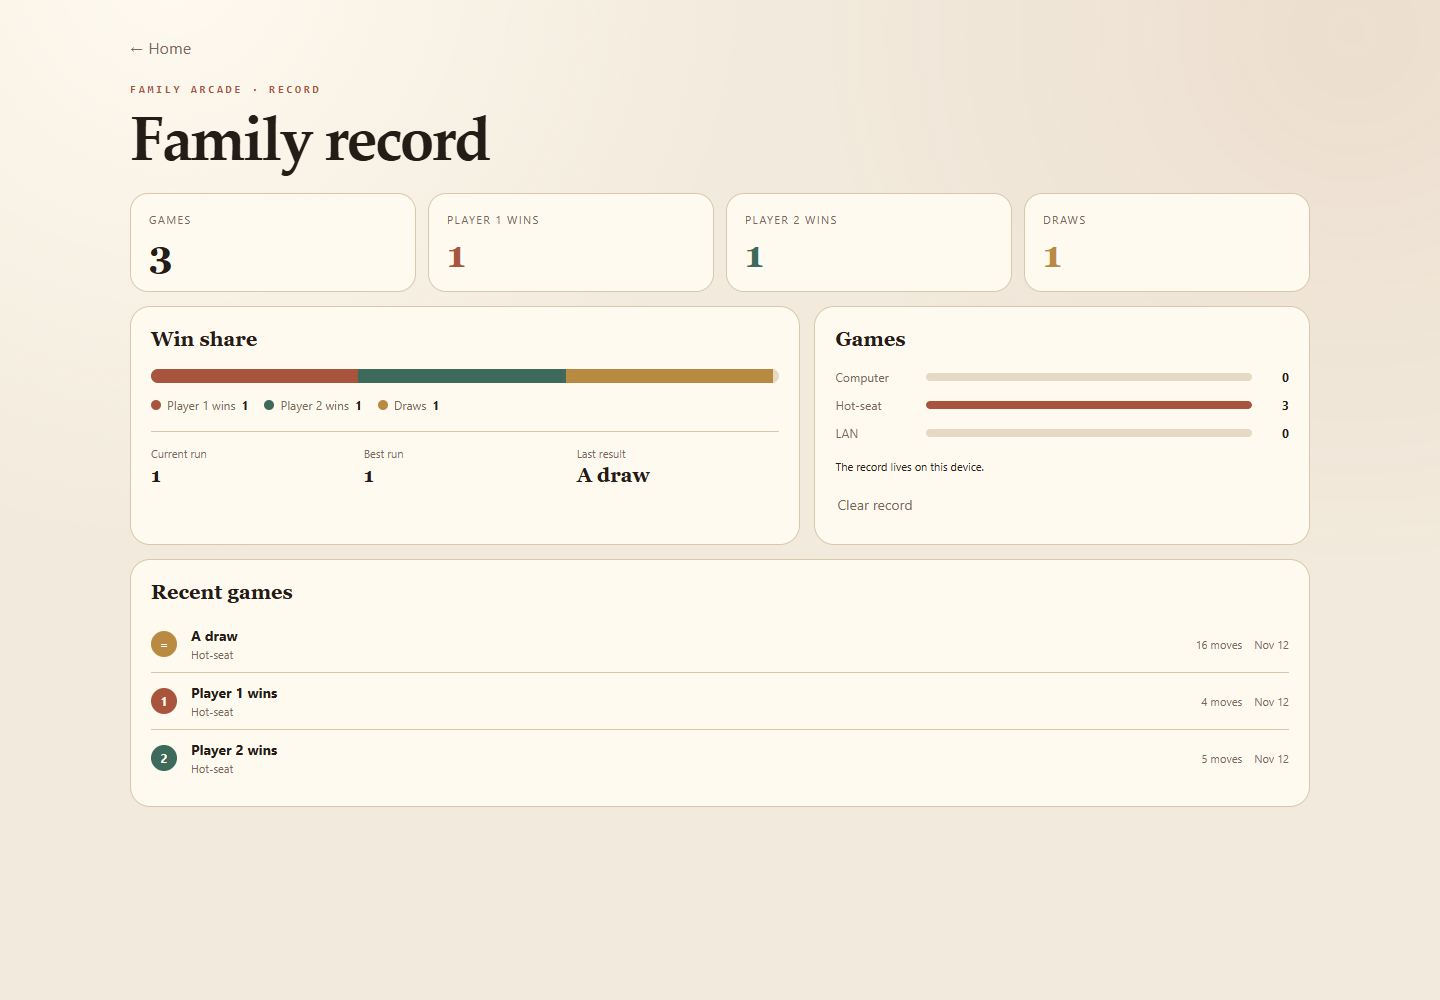 ← Home
FAMILY ARCADE · RECORD
Family record
GAMES
3
PLAYER 1 WINS
1
PLAYER 2 WINS
1
DRAWS
1
Win share
Player 1 wins 1 Player 2 wins 1 Draws 1
Current run
1
Best run
1
Last result
A draw
Games
Computer 0
Hot-seat 3
LAN 0
The record lives on this device.
Clear record
Recent games
= A draw
Hot-seat
16 moves Nov 12
1 Player 1 wins
Hot-seat
4 moves Nov 12
2 Player 2 wins
Hot-seat
5 moves Nov 12